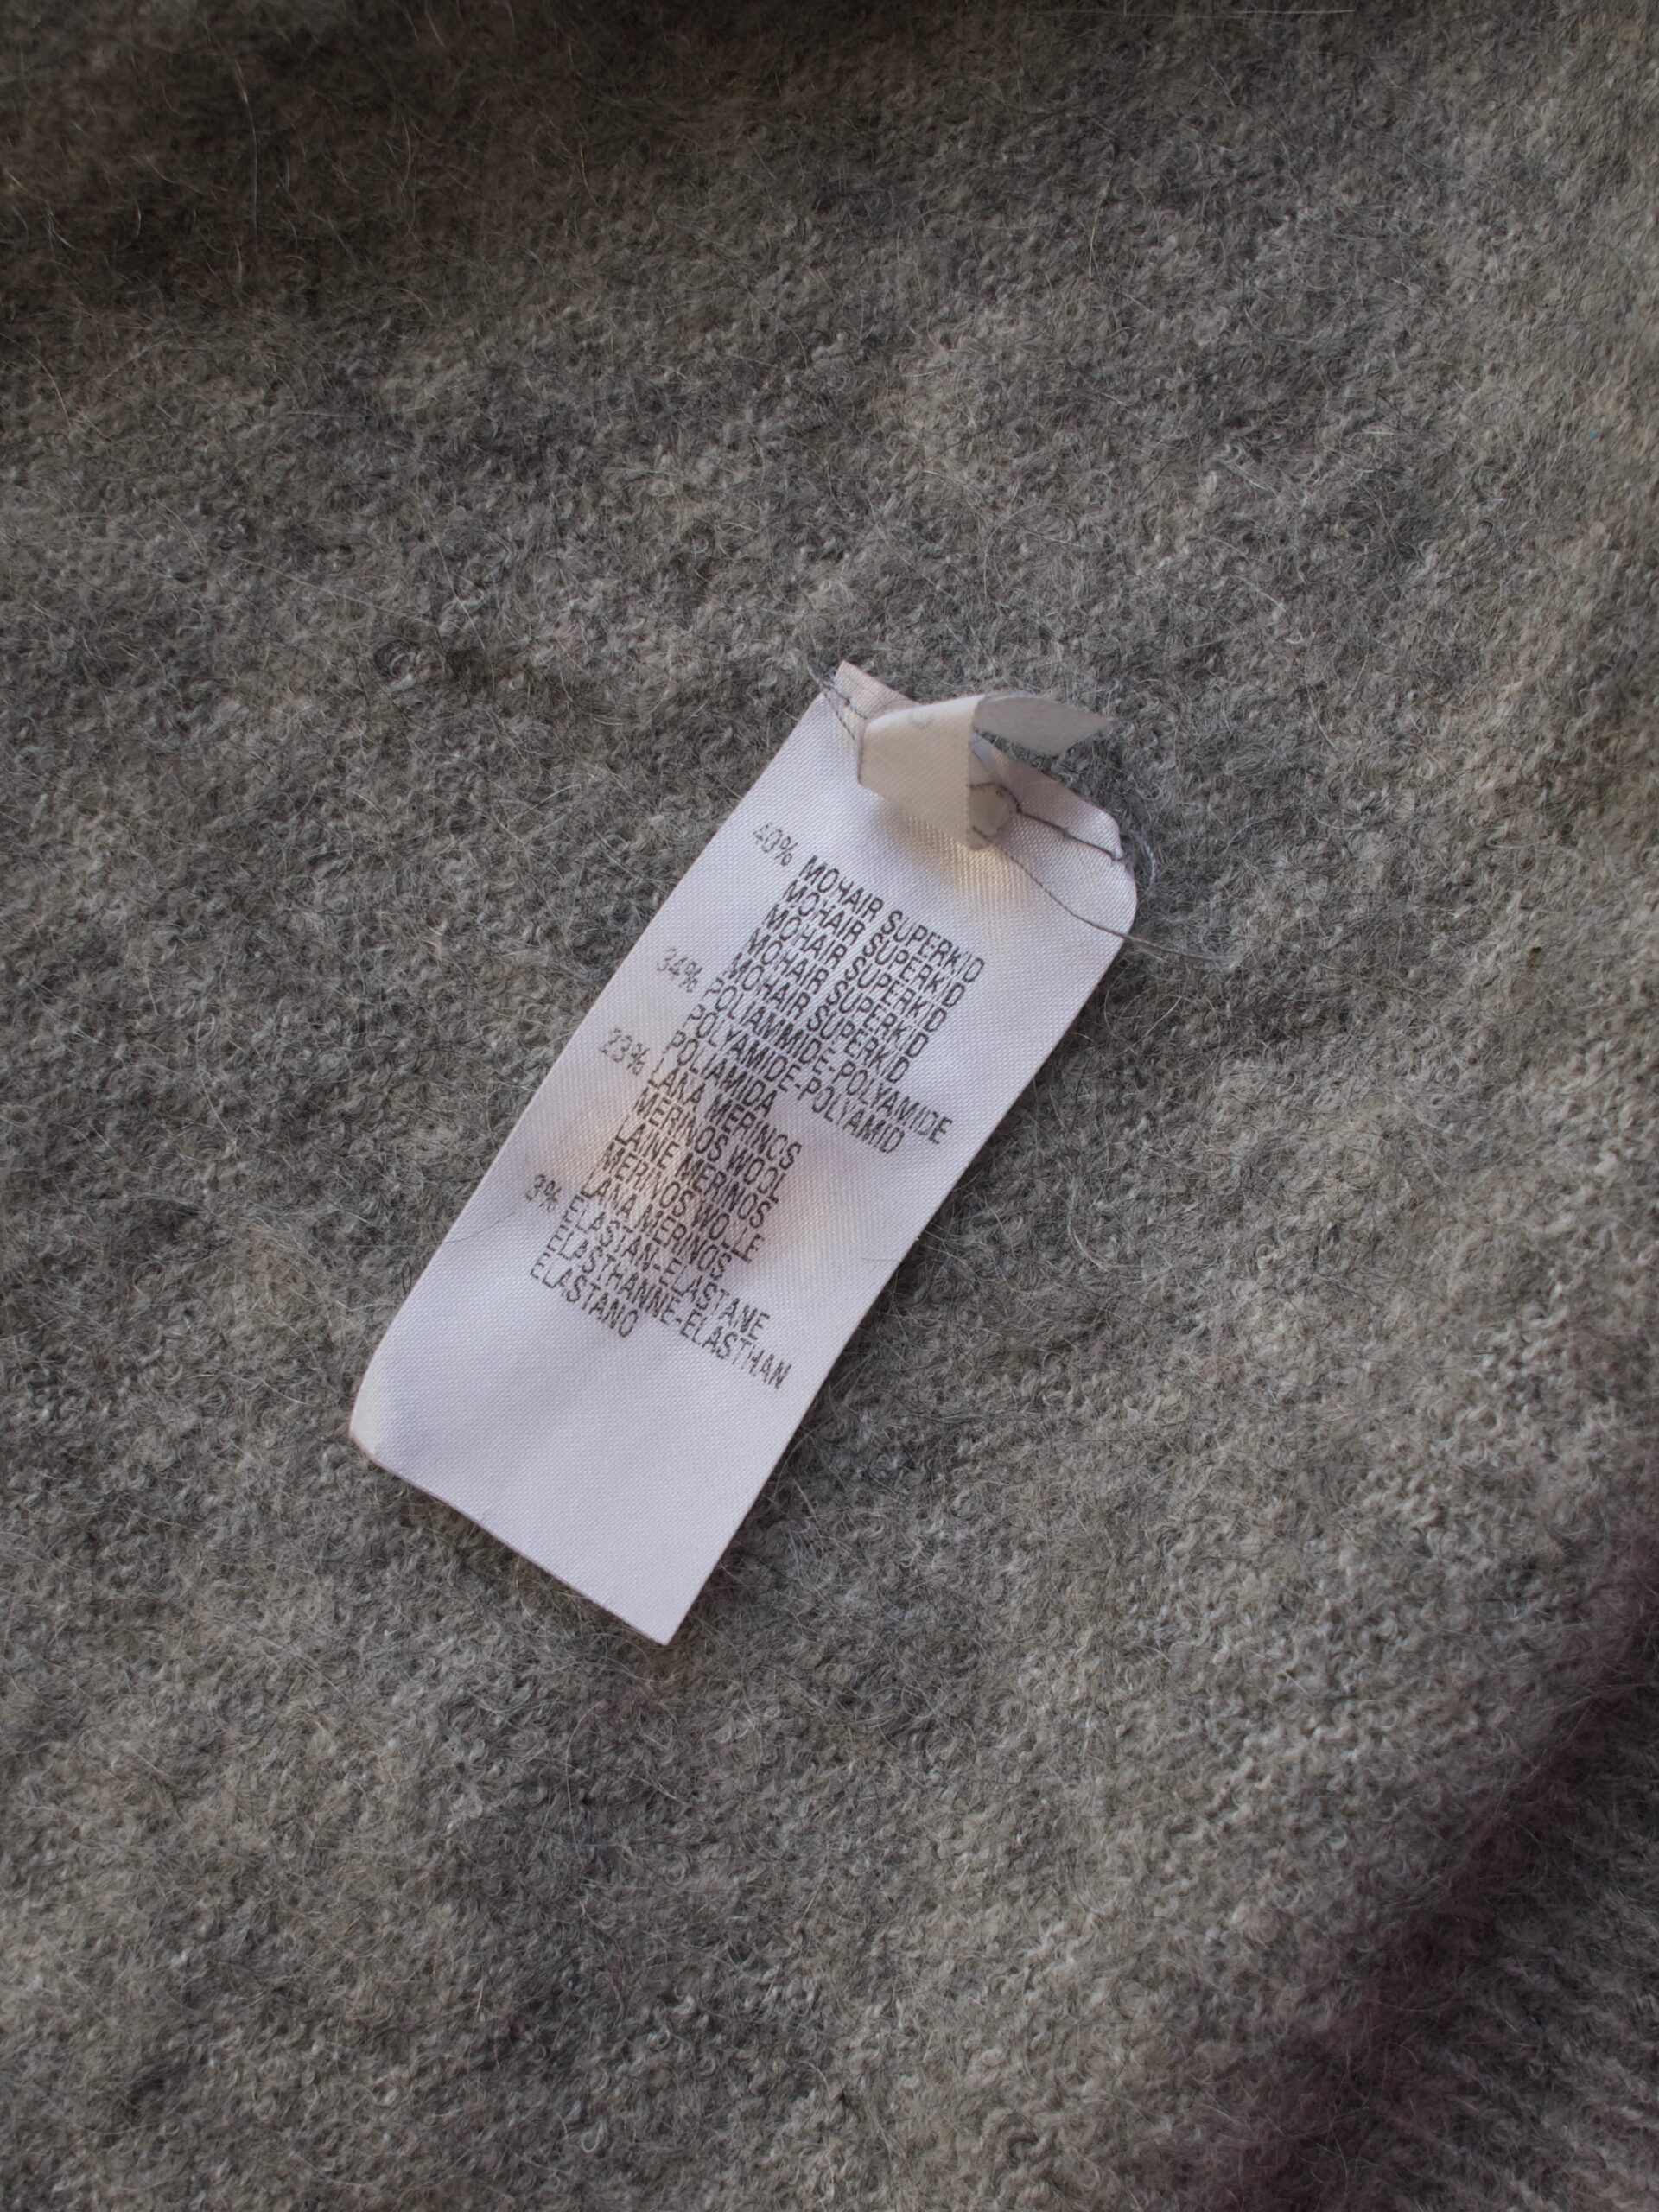 40% MOHAIR SUPERKID
MOHAIR SUPERKID
MOHAIR SUPERKID
MOHAIR SUPERKID
MOHAIR SUPERKID
34% POLIAMMIDE-POLYAMIDE
POLYAMIDE-POLYAMID
POLIAMIDA
23% LANA MERINOS
MERINOS WOOL
LAINE MERINOS
MERINOS WOLLE
LANA MERINOS
3% ELASTAN-ELASTANE
ELASTHANNE-ELASTHAN
ELASTANO